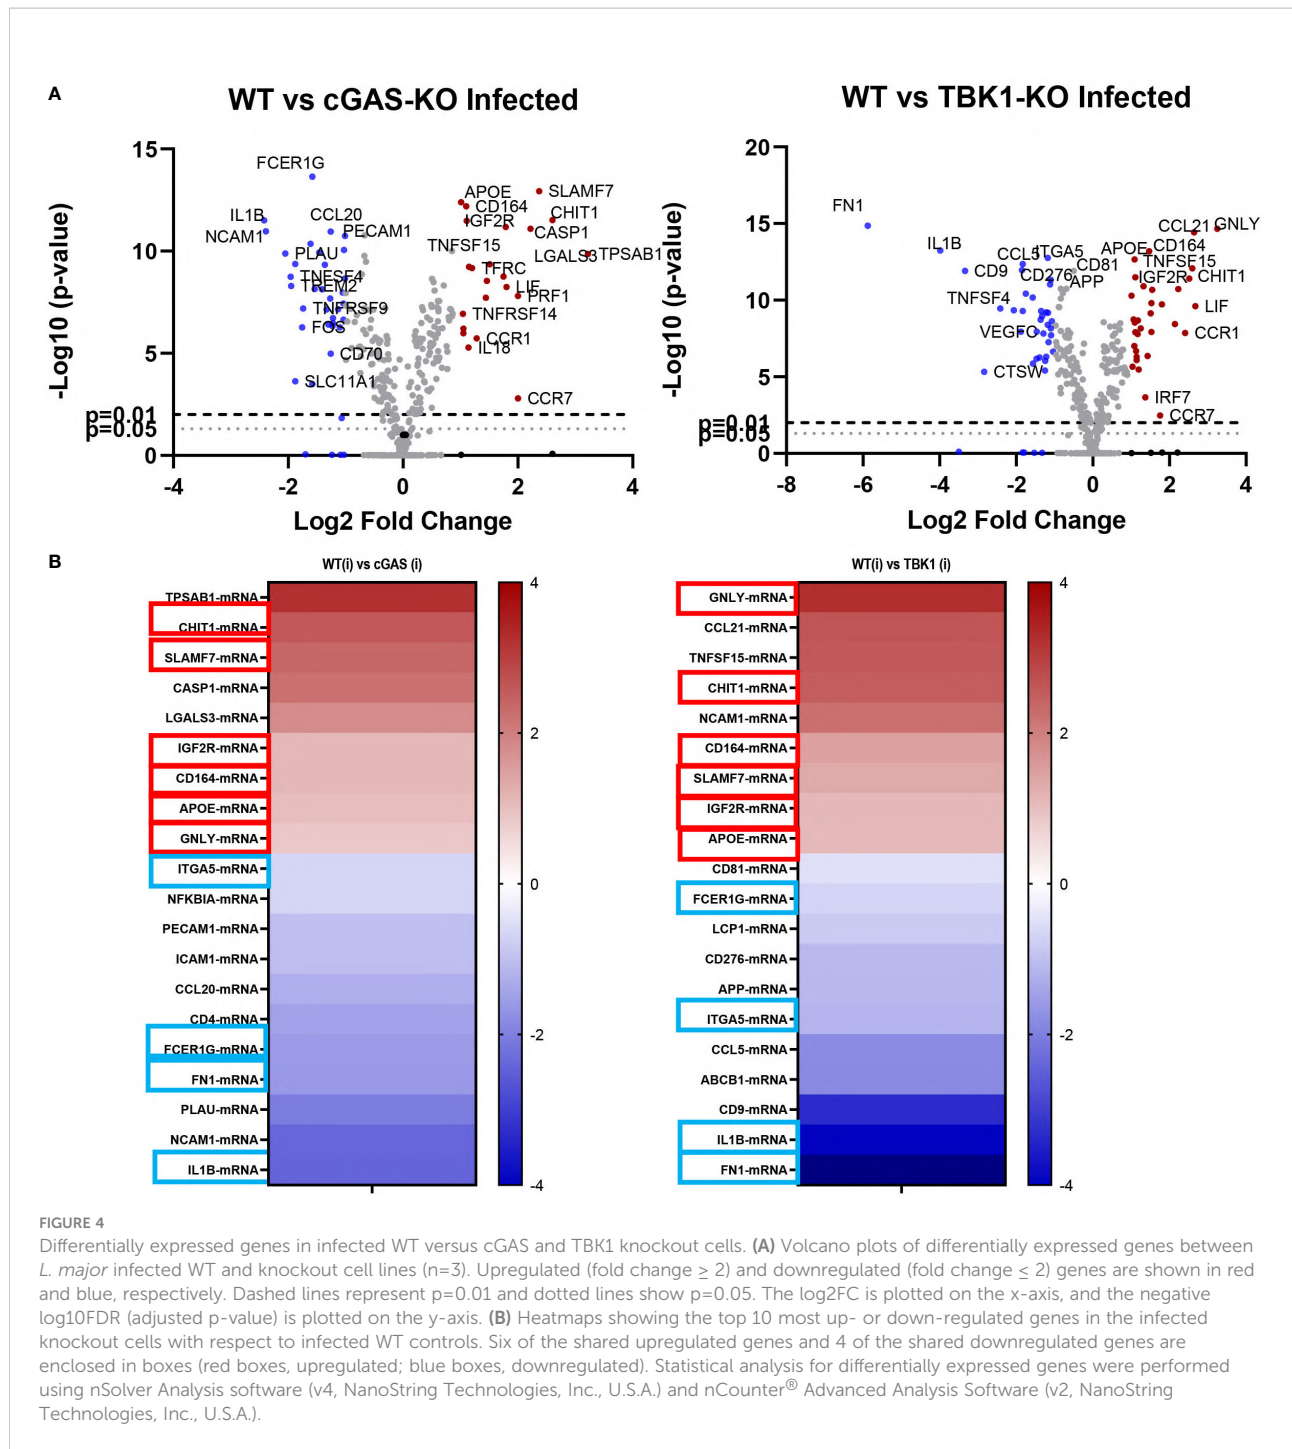 A
WT vs cGAS-KO Infected
-Log10 (p-value)
15
10
5
0
p=0.01
p=0.05
-4
-2
0
2
4
Log2 Fold Change
FCER1G
IL1B
NCAM1
CCL20
PECAM1
PLAU
TNFSF4
TREM2
TNFRSF9
FOS
CD70
SLC11A1
APOE
CD164
IGF2R
SLAMF7
CHIT1
CASP1
TNFSF15
LGALS3
TPSAB1
TFRC
LIF
PRF1
TNFRSF14
CCR1
IL18
CCR7
WT vs TBK1-KO Infected
-Log10 (p-value)
20
15
10
5
0
p=0.01
p=0.05
-8
-6
-4
-2
0
2
4
Log2 Fold Change
FN1
IL1B
CCL5
ITGA5
CD9
CD276
CD81
APP
TNFSF4
VEGFC
CTSW
CCL21
GNLY
APOE
CD164
TNFSF15
IGF2R
CHIT1
LIF
CCR1
IRF7
CCR7
B
WT(i) vs cGAS (i)
TPSAB1-mRNA
CHIT1-mRNA
SLAMF7-mRNA
CASP1-mRNA
LGALS3-mRNA
IGF2R-mRNA
CD164-mRNA
APOE-mRNA
GNLY-mRNA
ITGA5-mRNA
NFKBIA-mRNA
PECAM1-mRNA
ICAM1-mRNA
CCL20-mRNA
CD4-mRNA
FCER1G-mRNA
FN1-mRNA
PLAU-mRNA
NCAM1-mRNA
IL1B-mRNA
4
2
0
-2
-4
WT(i) vs TBK1 (i)
GNLY-mRNA
CCL21-mRNA
TNFSF15-mRNA
CHIT1-mRNA
NCAM1-mRNA
CD164-mRNA
SLAMF7-mRNA
IGF2R-mRNA
APOE-mRNA
CD81-mRNA
FCER1G-mRNA
LCP1-mRNA
CD276-mRNA
APP-mRNA
ITGA5-mRNA
CCL5-mRNA
ABCB1-mRNA
CD9-mRNA
IL1B-mRNA
FN1-mRNA
4
2
0
-2
-4
FIGURE 4
Differentially expressed genes in infected WT versus cGAS and TBK1 knockout cells. (A) Volcano plots of differentially expressed genes between
L. major infected WT and knockout cell lines (n=3). Upregulated (fold change ≥ 2) and downregulated (fold change ≤ 2) genes are shown in red
and blue, respectively. Dashed lines represent p=0.01 and dotted lines show p=0.05. The log2FC is plotted on the x-axis, and the negative
log10FDR (adjusted p-value) is plotted on the y-axis. (B) Heatmaps showing the top 10 most up- or down-regulated genes in the infected
knockout cells with respect to infected WT controls. Six of the shared upregulated genes and 4 of the shared downregulated genes are
enclosed in boxes (red boxes, upregulated; blue boxes, downregulated). Statistical analysis for differentially expressed genes were performed
using nSolver Analysis software (v4, NanoString Technologies, Inc., U.S.A.) and nCounter® Advanced Analysis Software (v2, NanoString
Technologies, Inc., U.S.A.).